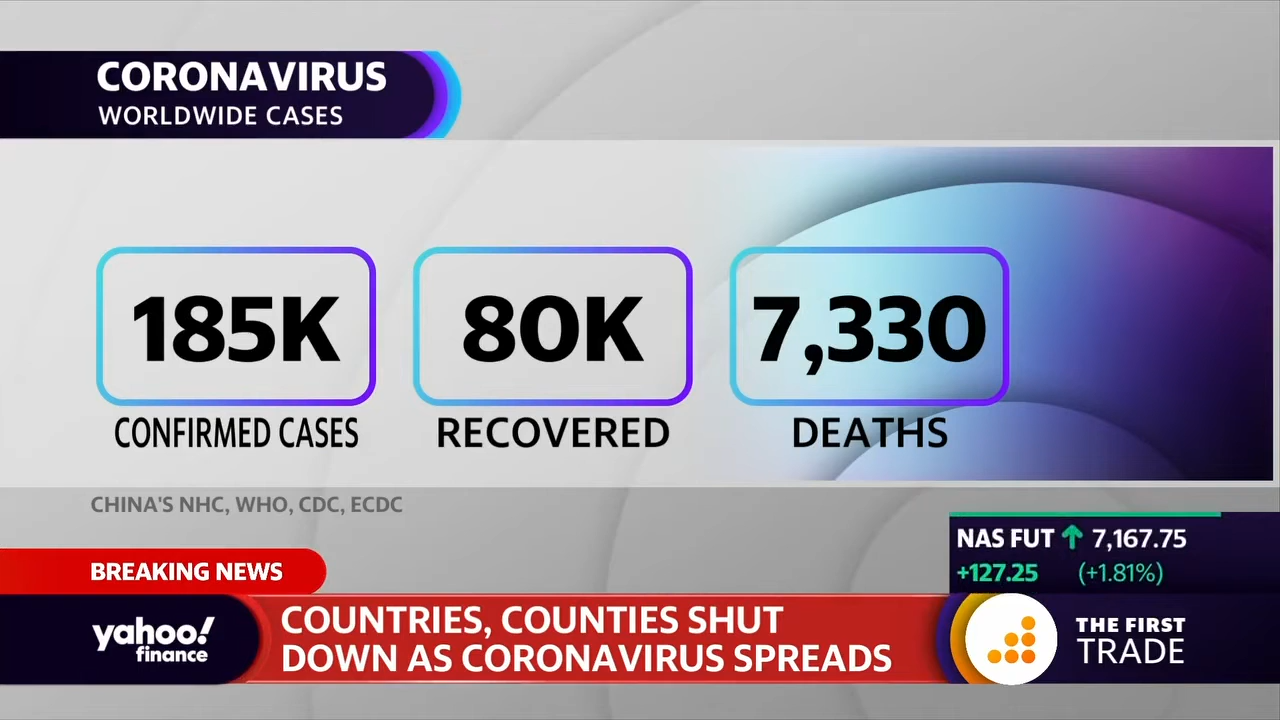 CORONAVIRUS
WORLDWIDE CASES
185K
CONFIRMED CASES
80K
RECOVERED
7,330
DEATHS
CHINA'S NHC, WHO, CDC, ECDC
NAS FUT ↑ 7,167.75
+127.25 (+1.81%)
BREAKING NEWS
yahoo!
finance
COUNTRIES, COUNTIES SHUT
DOWN AS CORONAVIRUS SPREADS
THE FIRST
TRADE